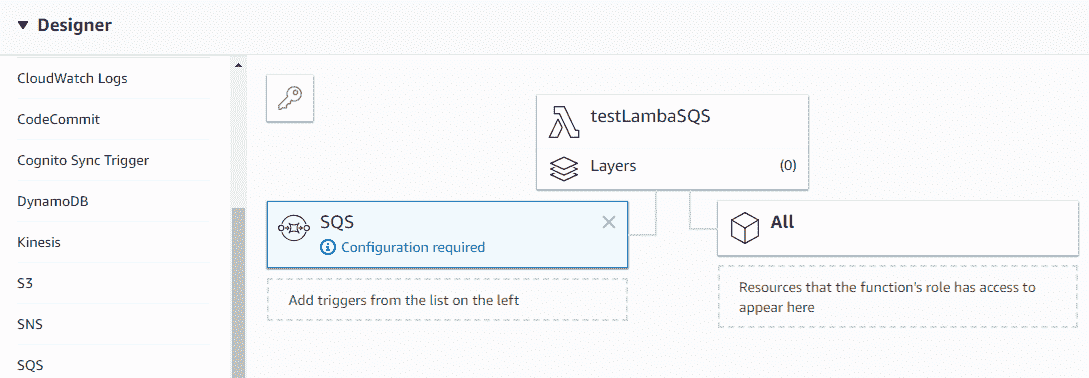 Designer
CloudWatch Logs
CodeCommit
Cognito Sync Trigger
DynamoDB
Kinesis
S3
SNS
SQS
testLambaSQS
Layers (0)
SQS
Configuration required
Add triggers from the list on the left
All
Resources that the function's role has access to
appear here